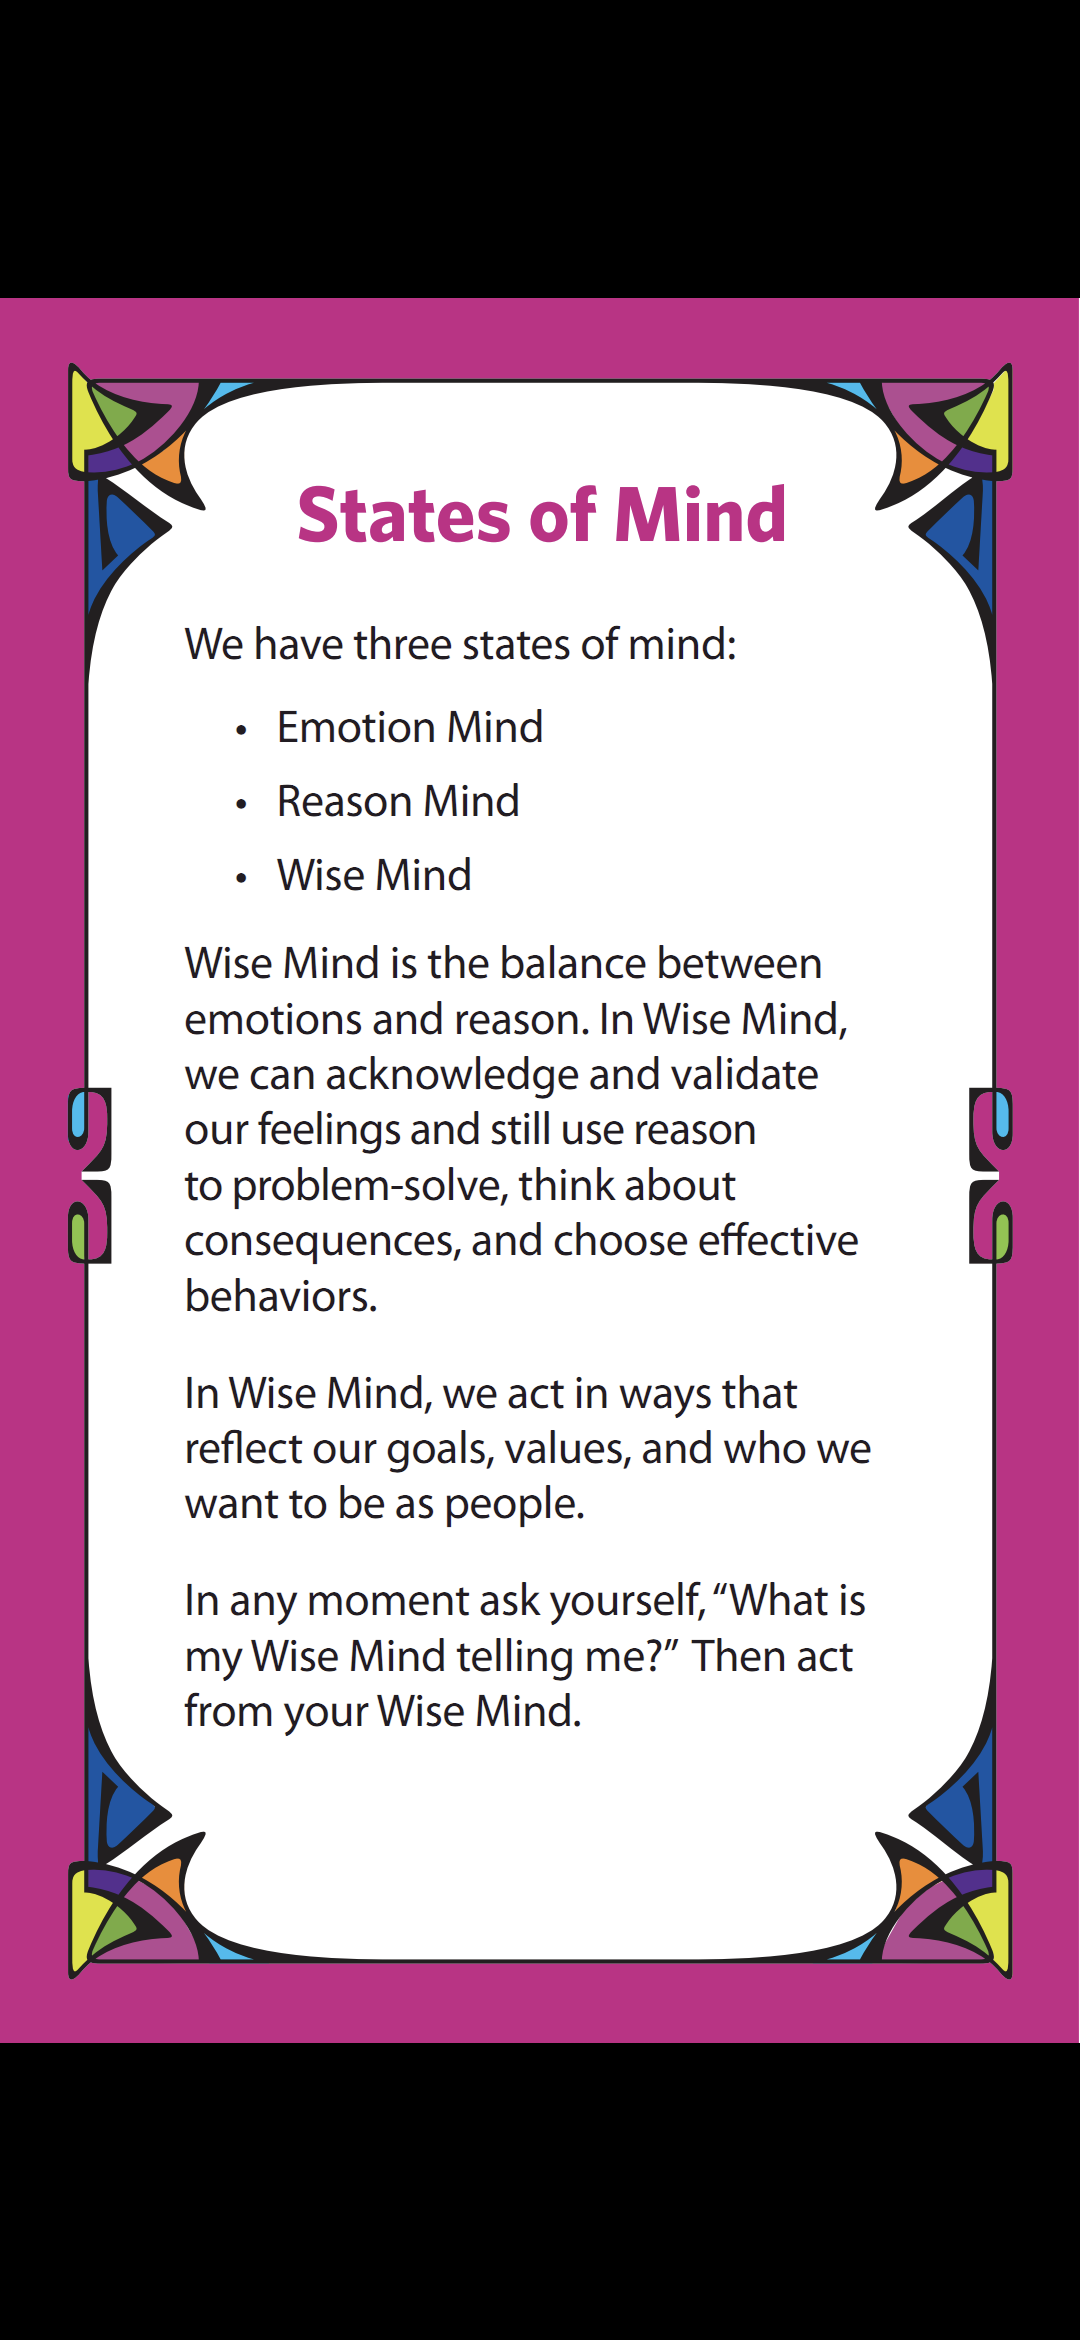 States of Mind
We have three states of mind:
• Emotion Mind
• Reason Mind
• Wise Mind
Wise Mind is the balance between
emotions and reason. In Wise Mind,
we can acknowledge and validate
our feelings and still use reason
to problem-solve, think about
consequences, and choose effective
behaviors.
In Wise Mind, we act in ways that
reflect our goals, values, and who we
want to be as people.
In any moment ask yourself, “What is
my Wise Mind telling me?” Then act
from your Wise Mind.